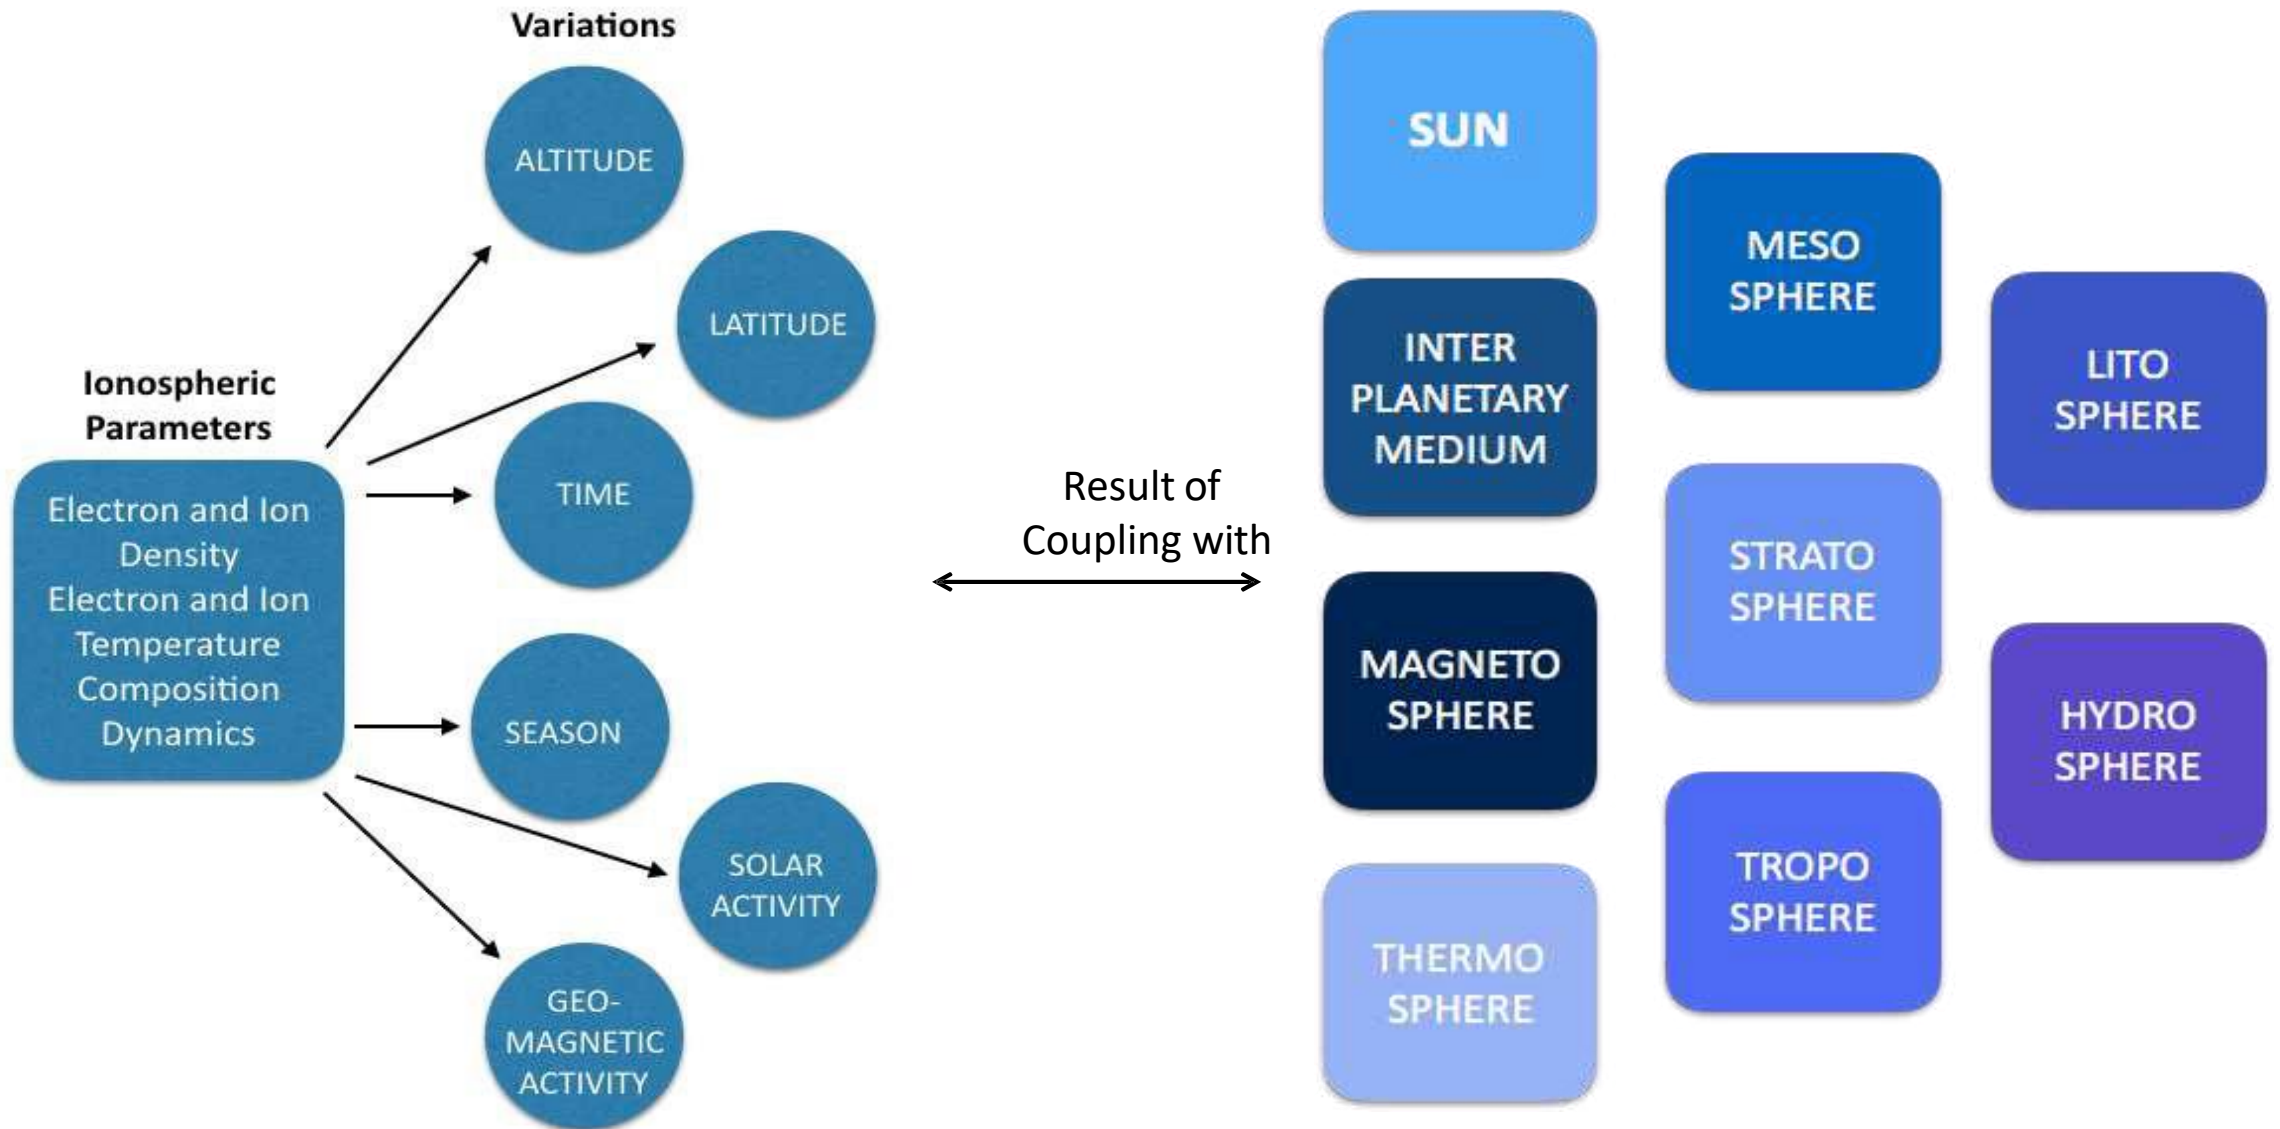 Variations
ALTITUDE
LATITUDE
Ionospheric
Parameters
TIME
Electron and Ion
Density
Electron and Ion
Temperature
Composition
Dynamics
SEASON
SOLAR
ACTIVITY
GEO-
MAGNETIC
ACTIVITY
Result of
Coupling with
SUN
INTER
PLANETARY
MEDIUM
MAGNETO
SPHERE
THERMO
SPHERE
MESO
SPHERE
STRATO
SPHERE
TROPO
SPHERE
LITO
SPHERE
HYDRO
SPHERE